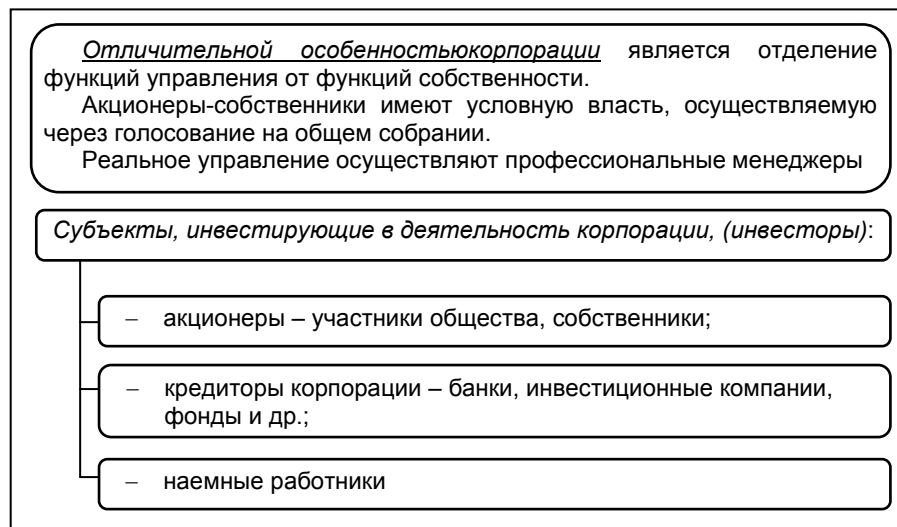 Отличительной особенностьюкорпорации является отделение
функций управления от функций собственности.
Акционеры-собственники имеют условную власть, осуществляемую
через голосование на общем собрании.
Реальное управление осуществляют профессиональные менеджеры
Субъекты, инвестирующие в деятельность корпорации, (инвесторы):
– акционеры – участники общества, собственники;
– кредиторы корпорации – банки, инвестиционные компании,
фонды и др.;
– наемные работники